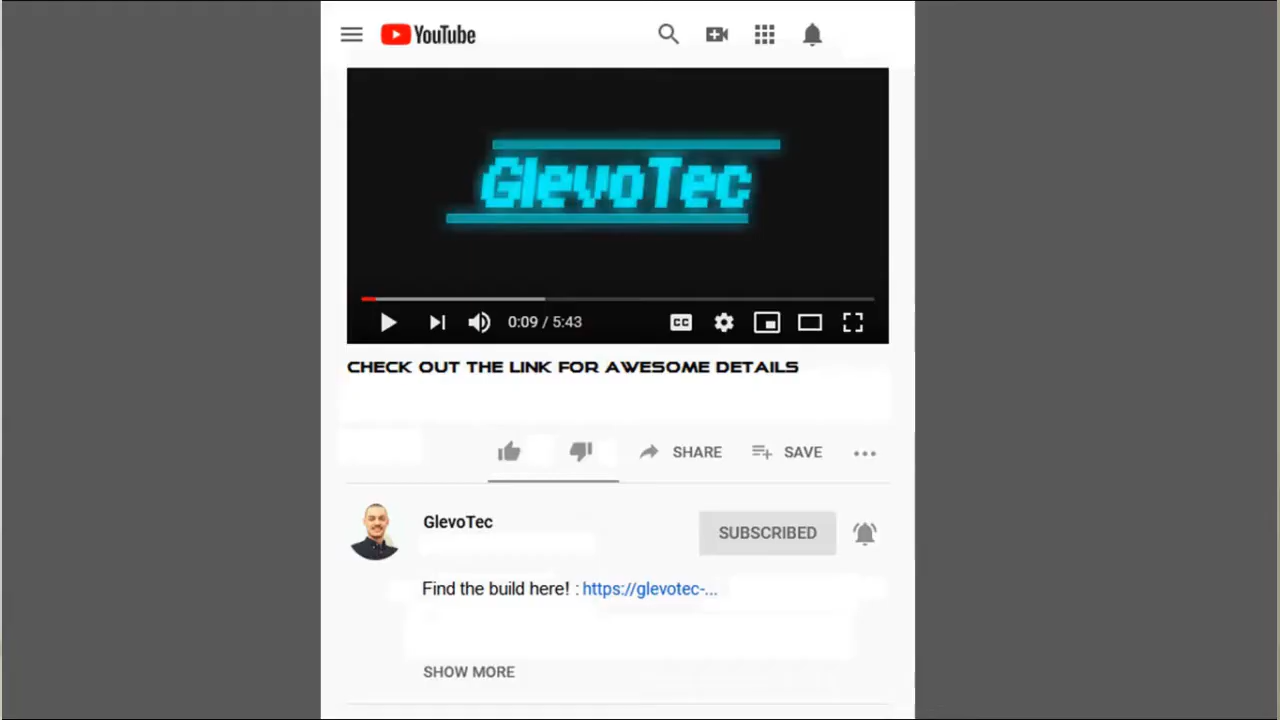 YouTube
GlevoTec
0:09 / 5:43
CC
CHECK OUT THE LINK FOR AWESOME DETAILS
SHARE
SAVE
GlevoTec
SUBSCRIBED
Find the build here! : https://glevotec-...
SHOW MORE